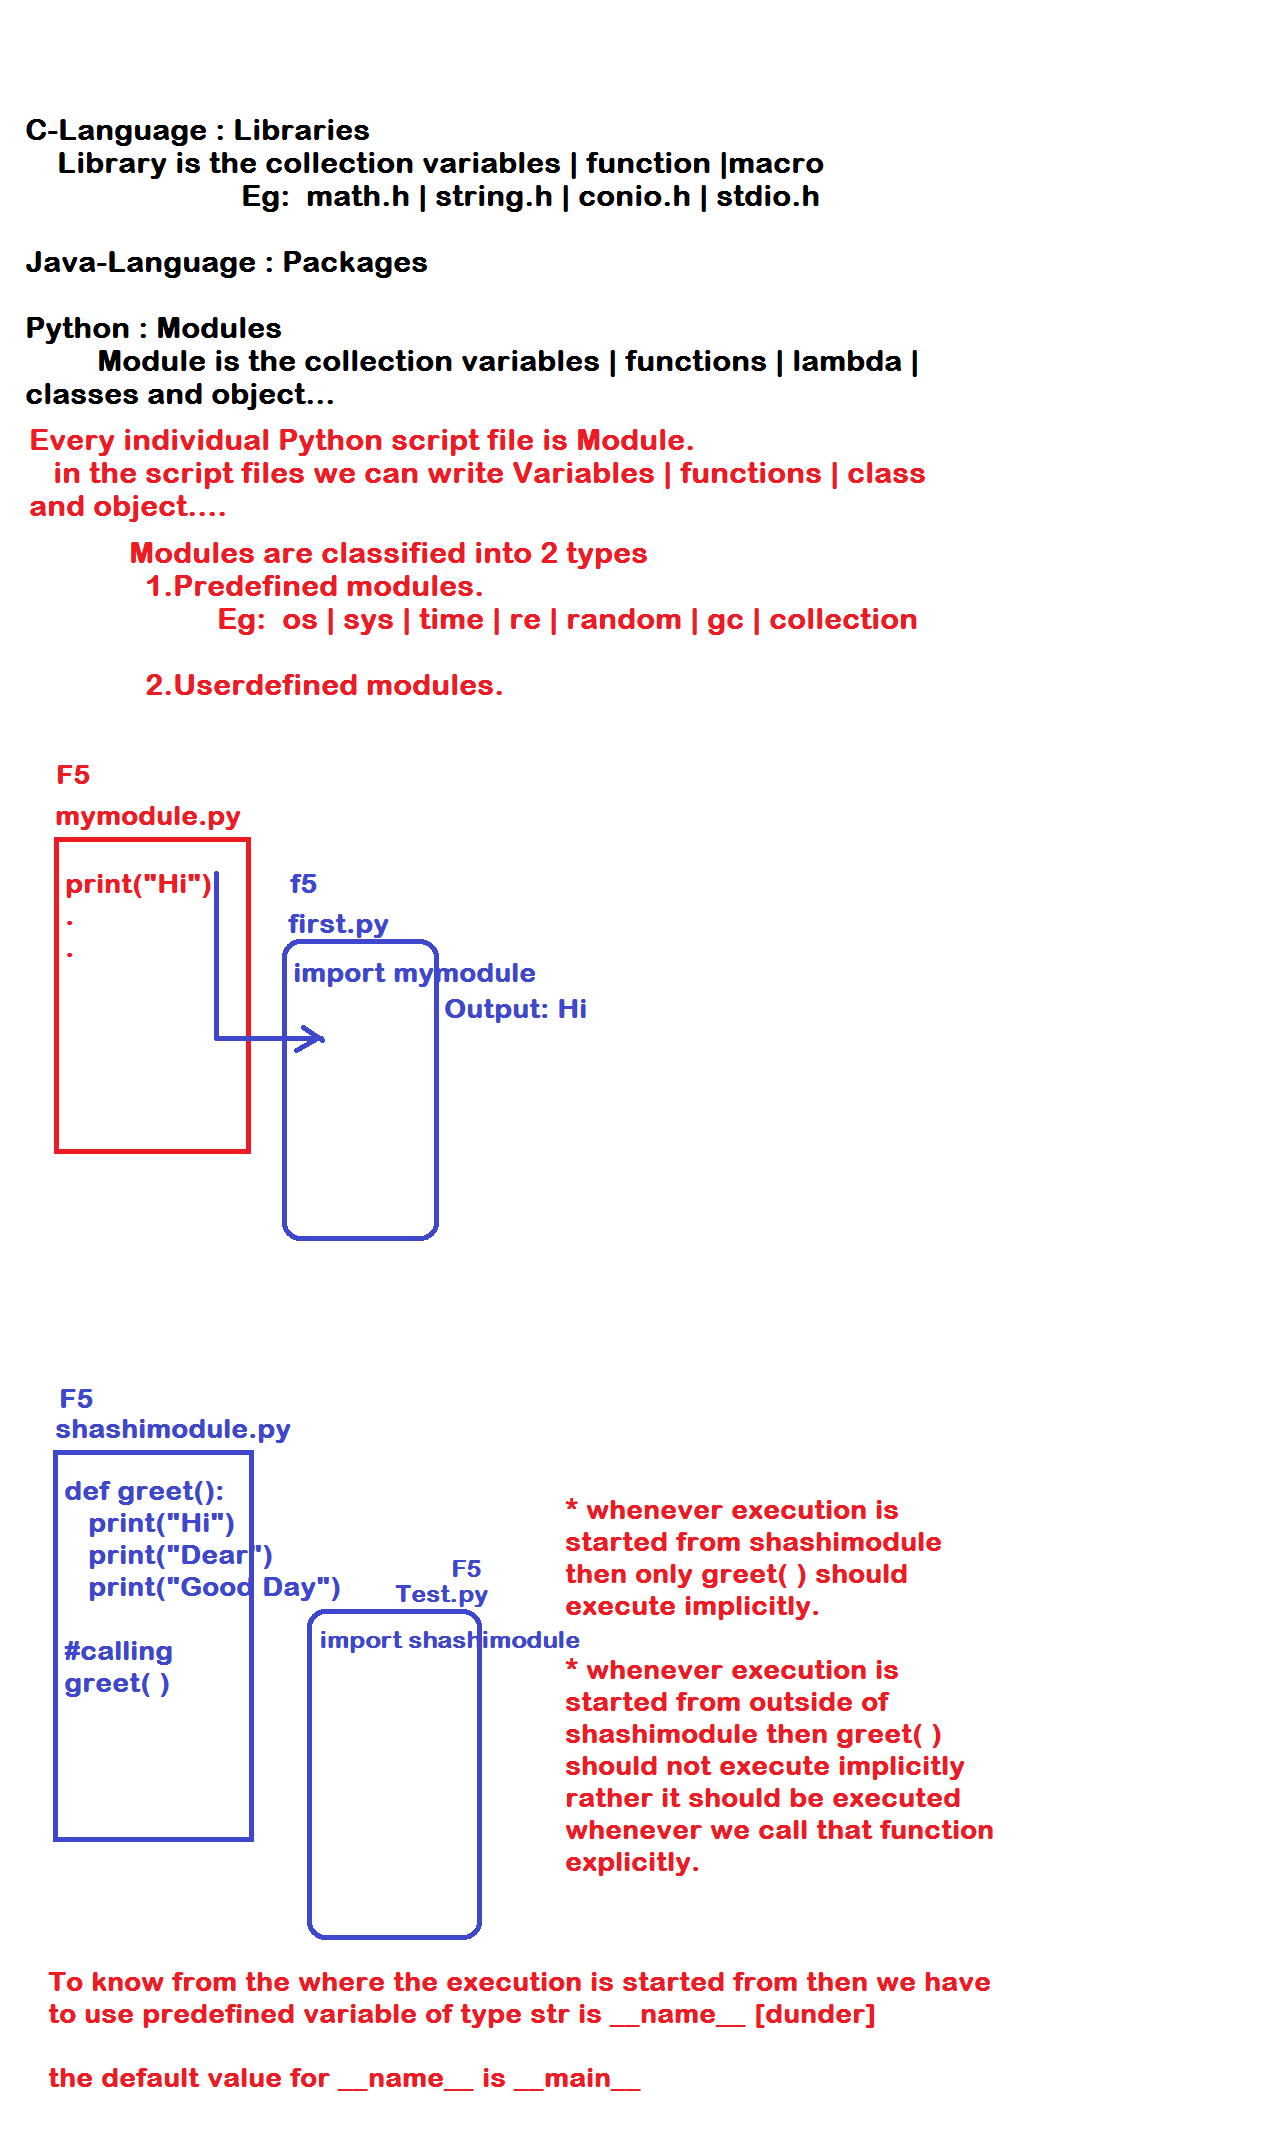 C-Language : Libraries
Library is the collection variables | function |macro
Eg: math.h | string.h | conio.h | stdio.h
Java-Language : Packages
Python : Modules
Module is the collection variables | functions | lambda |
classes and object...
Every individual Python script file is Module.
in the script files we can write Variables | functions | class
and object....
Modules are classified into 2 types
1.Predefined modules.
Eg: os | sys | time | re | random | gc | collection
2.Userdefined modules.
F5
mymodule.py
print("Hi")
.
.
f5
first.py
import mymodule
Output: Hi
F5
shashimodule.py
def greet():
print("Hi")
print("Dear")
print("Good Day")
#calling
greet( )
F5
Test.py
import shashimodule
* whenever execution is
started from shashimodule
then only greet( ) should
execute implicitly.
* whenever execution is
started from outside of
shashimodule then greet( )
should not execute implicitly
rather it should be executed
whenever we call that function
explicitly.
To know from the where the execution is started from then we have
to use predefined variable of type str is __name__ [dunder]
the default value for __name__ is __main__